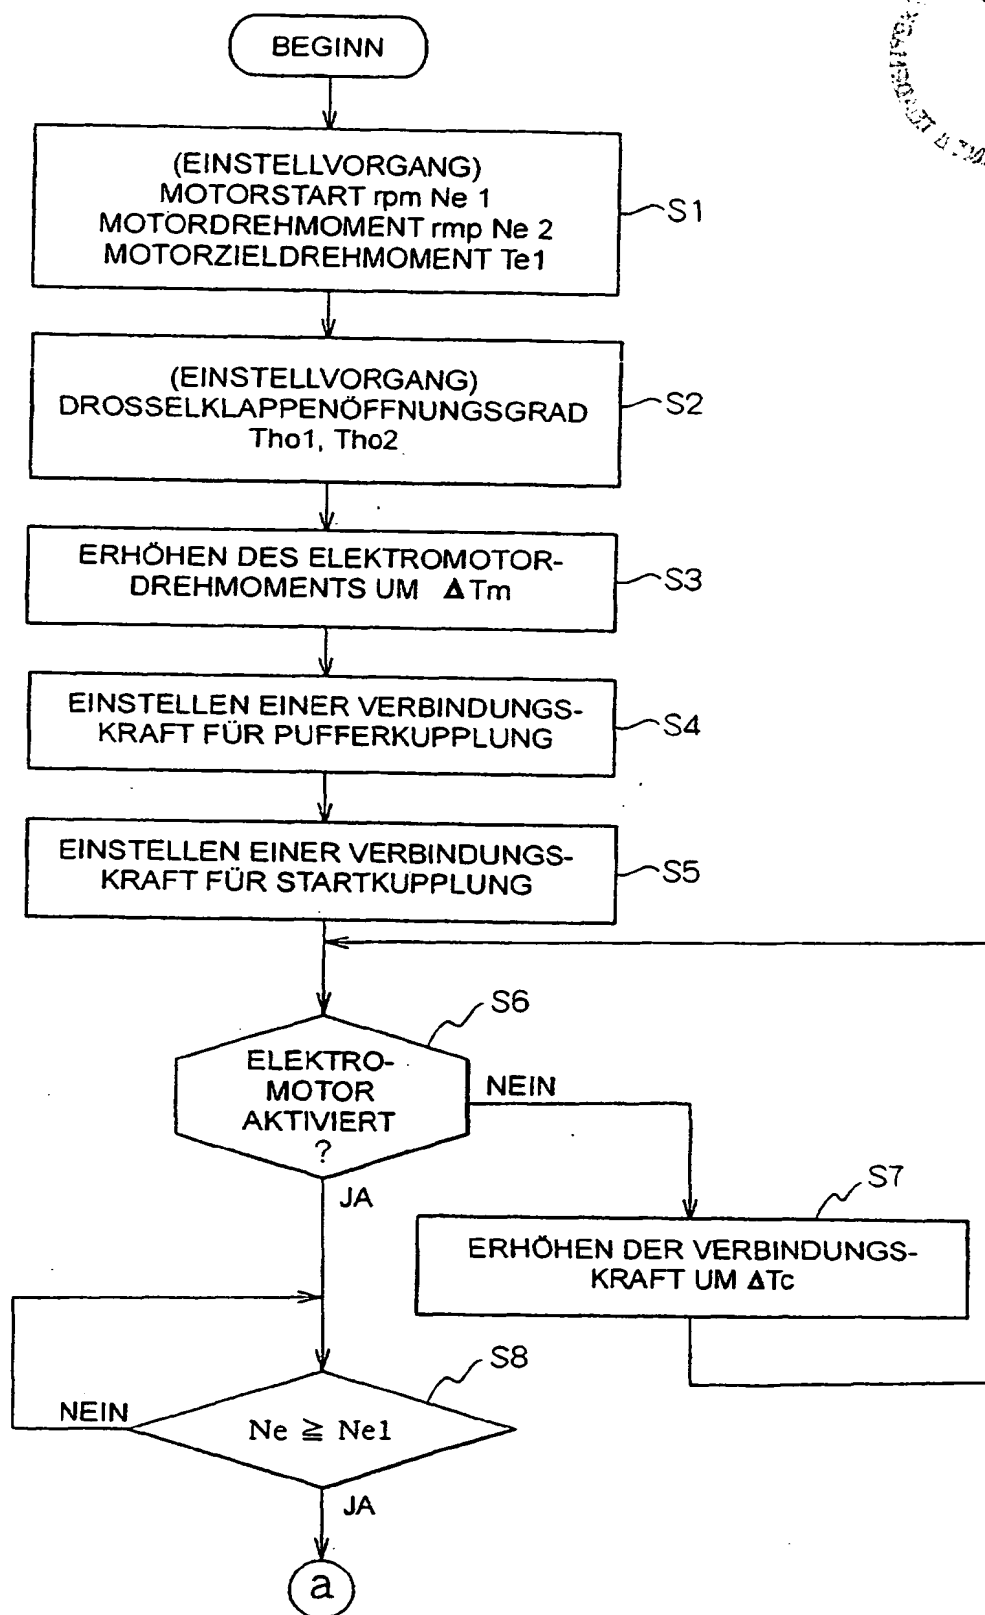 BEGINN
(EINSTELLVORGANG)
MOTORSTART rpm Ne 1
MOTORDREHMOMENT rmp Ne 2
MOTORZIELDREHMOMENT Te1
S1
(EINSTELLVORGANG)
DROSSELKLAPPENÖFFNUNGSGRAD
Tho1, Tho2
S2
ERHÖHEN DES ELEKTROMOTOR-
DREHMOMENTS UM ΔTm
S3
EINSTELLEN EINER VERBINDUNGS-
KRAFT FÜR PUFFERKUPPLUNG
S4
EINSTELLEN EINER VERBINDUNGS-
KRAFT FÜR STARTKUPPLUNG
S5
S6
ELEKTRO-
MOTOR
AKTIVIERT
?
NEIN
JA
S7
ERHÖHEN DER VERBINDUNGS-
KRAFT UM ΔTc
S8
NEIN
Ne ≧ Ne1
JA
a